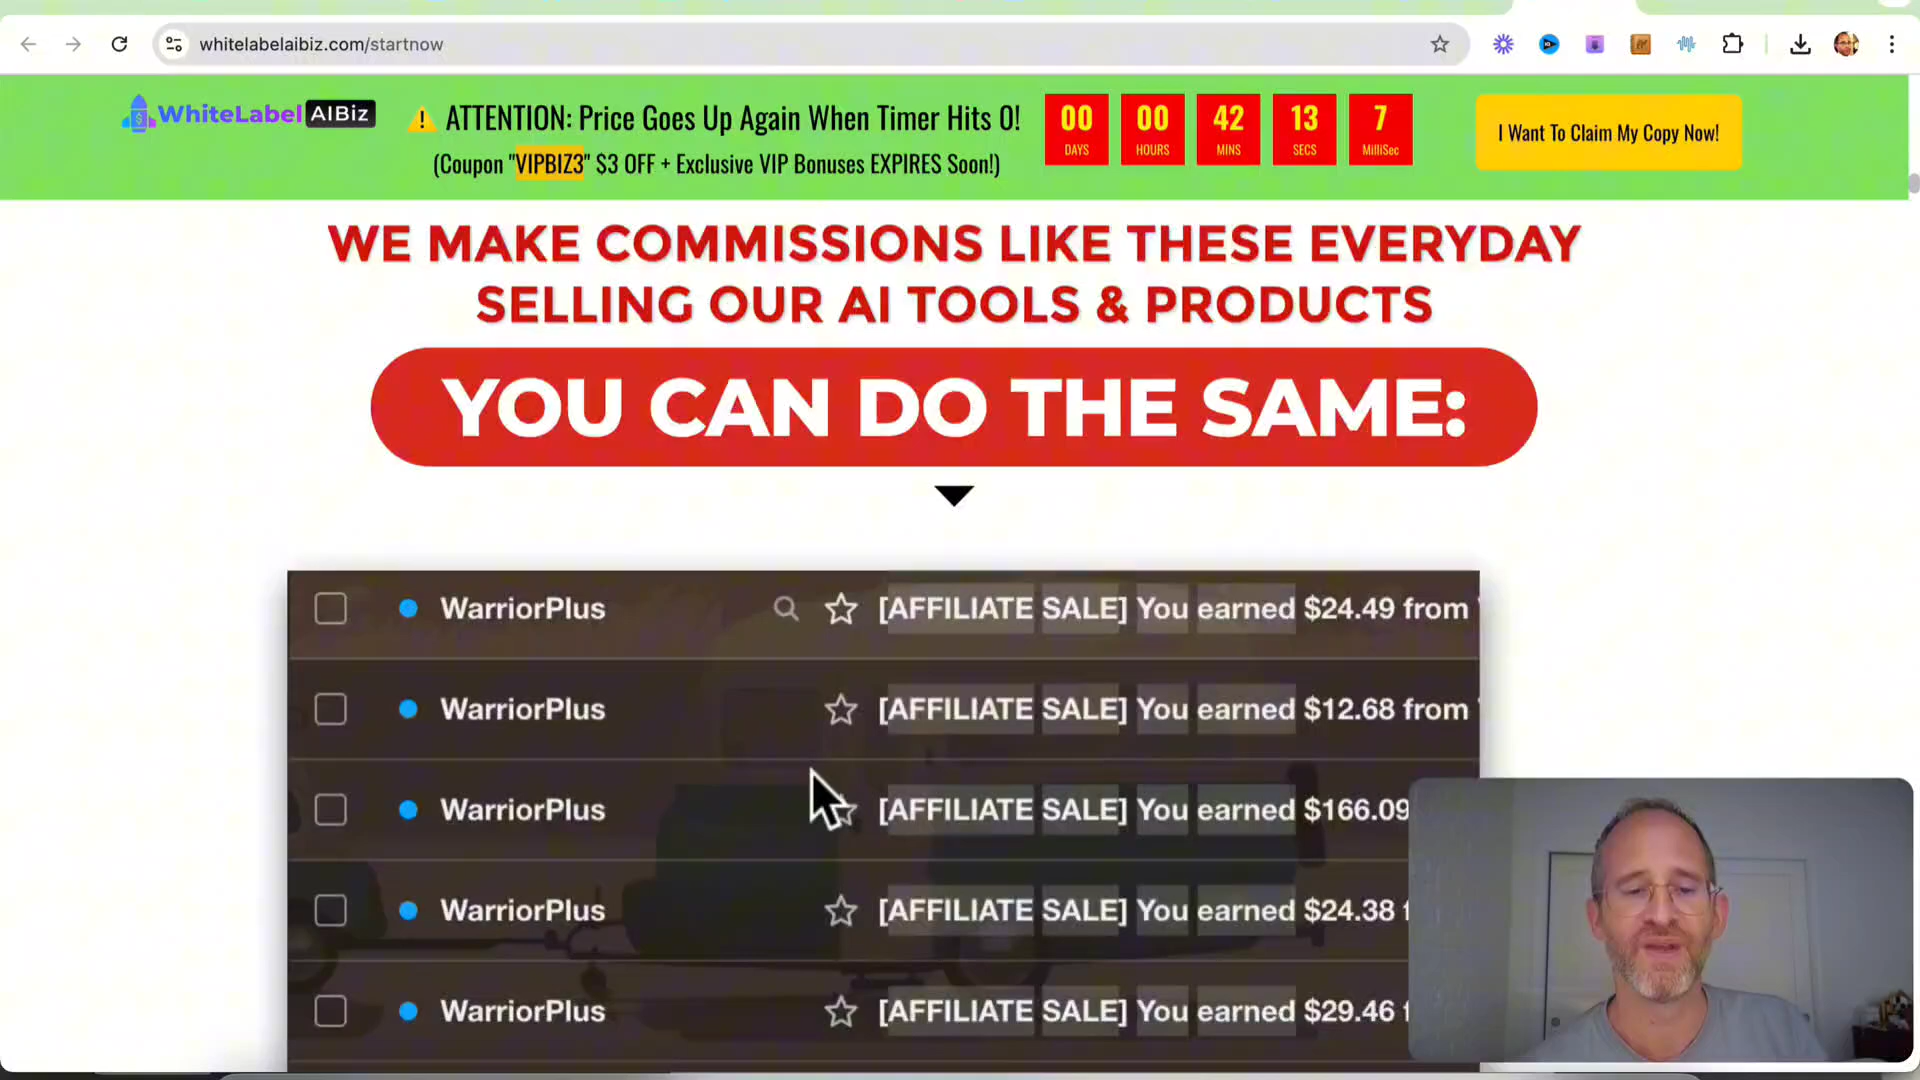 whitelabelaibiz.com/startnow
WhiteLabel AIBiz
⚠️ ATTENTION: Price Goes Up Again When Timer Hits 0!
(Coupon "VIPBIZ3" $3 OFF + Exclusive VIP Bonuses EXPIRES Soon!)
00 00 42 13 7
DAYS HOURS MINS SECS MilliSec
I Want To Claim My Copy Now!
WE MAKE COMMISSIONS LIKE THESE EVERYDAY
SELLING OUR AI TOOLS & PRODUCTS
YOU CAN DO THE SAME:
WarriorPlus [AFFILIATE SALE] You earned $24.49 from
WarriorPlus [AFFILIATE SALE] You earned $12.68 from
WarriorPlus [AFFILIATE SALE] You earned $166.09
WarriorPlus [AFFILIATE SALE] You earned $24.38
WarriorPlus [AFFILIATE SALE] You earned $29.46